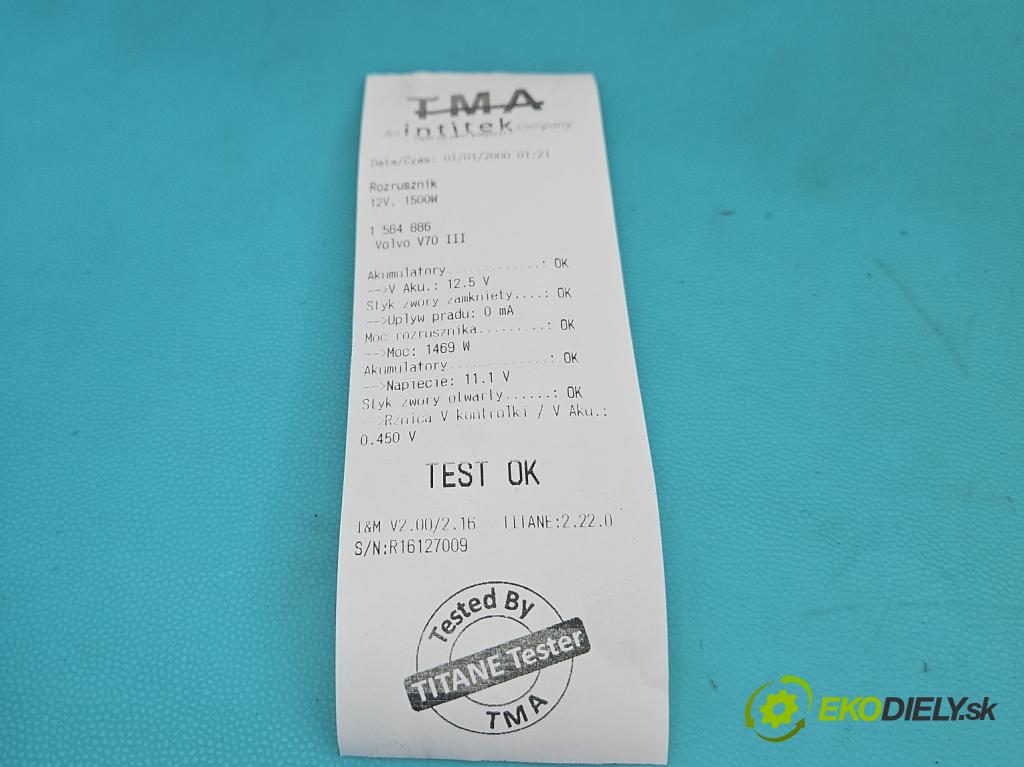 TMA
An intitek company
Data/Czas: 01/01/2000 01:21
Rozrusznik
12V, 1500W
1 564 886
Volvo V70 III
Akumulatory.............: OK
-->V Aku.: 12.5 V
Styk zwory zamkniety....: OK
-->Uplyw pradu: 0 mA
Moc rozrusznika.........: OK
-->Moc: 1469 W
Akumulatory.............: OK
-->Napiecie: 11.1 V
Styk zwory otwarty......: OK
-->Rznica V kontrolki / V Aku.:
0.450 V
TEST OK
I&M V2.00/2.16 TITANE:2.22.0
S/N:R16127009
Tested By
TITANE Tester
TMA
EKODIELY.sk